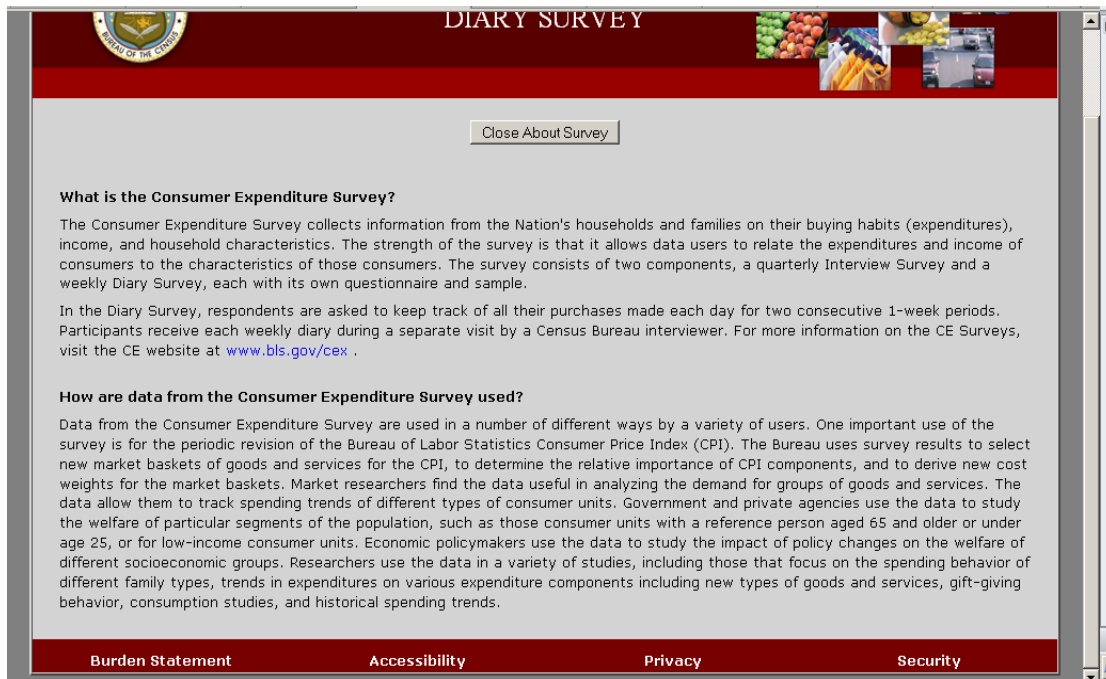 DIARY SURVEY
BUREAU OF THE CENSUS
Close About Survey
What is the Consumer Expenditure Survey?
The Consumer Expenditure Survey collects information from the Nation's households and families on their buying habits (expenditures),
income, and household characteristics. The strength of the survey is that it allows data users to relate the expenditures and income of
consumers to the characteristics of those consumers. The survey consists of two components, a quarterly Interview Survey and a
weekly Diary Survey, each with its own questionnaire and sample.
In the Diary Survey, respondents are asked to keep track of all their purchases made each day for two consecutive 1-week periods.
Participants receive each weekly diary during a separate visit by a Census Bureau interviewer. For more information on the CE Surveys,
visit the CE website at www.bls.gov/cex .
How are data from the Consumer Expenditure Survey used?
Data from the Consumer Expenditure Survey are used in a number of different ways by a variety of users. One important use of the
survey is for the periodic revision of the Bureau of Labor Statistics Consumer Price Index (CPI). The Bureau uses survey results to select
new market baskets of goods and services for the CPI, to determine the relative importance of CPI components, and to derive new cost
weights for the market baskets. Market researchers find the data useful in analyzing the demand for groups of goods and services. The
data allow them to track spending trends of different types of consumer units. Government and private agencies use the data to study
the welfare of particular segments of the population, such as those consumer units with a reference person aged 65 and older or under
age 25, or for low-income consumer units. Economic policymakers use the data to study the impact of policy changes on the welfare of
different socioeconomic groups. Researchers use the data in a variety of studies, including those that focus on the spending behavior of
different family types, trends in expenditures on various expenditure components including new types of goods and services, gift-giving
behavior, consumption studies, and historical spending trends.
Burden Statement Accessibility Privacy Security